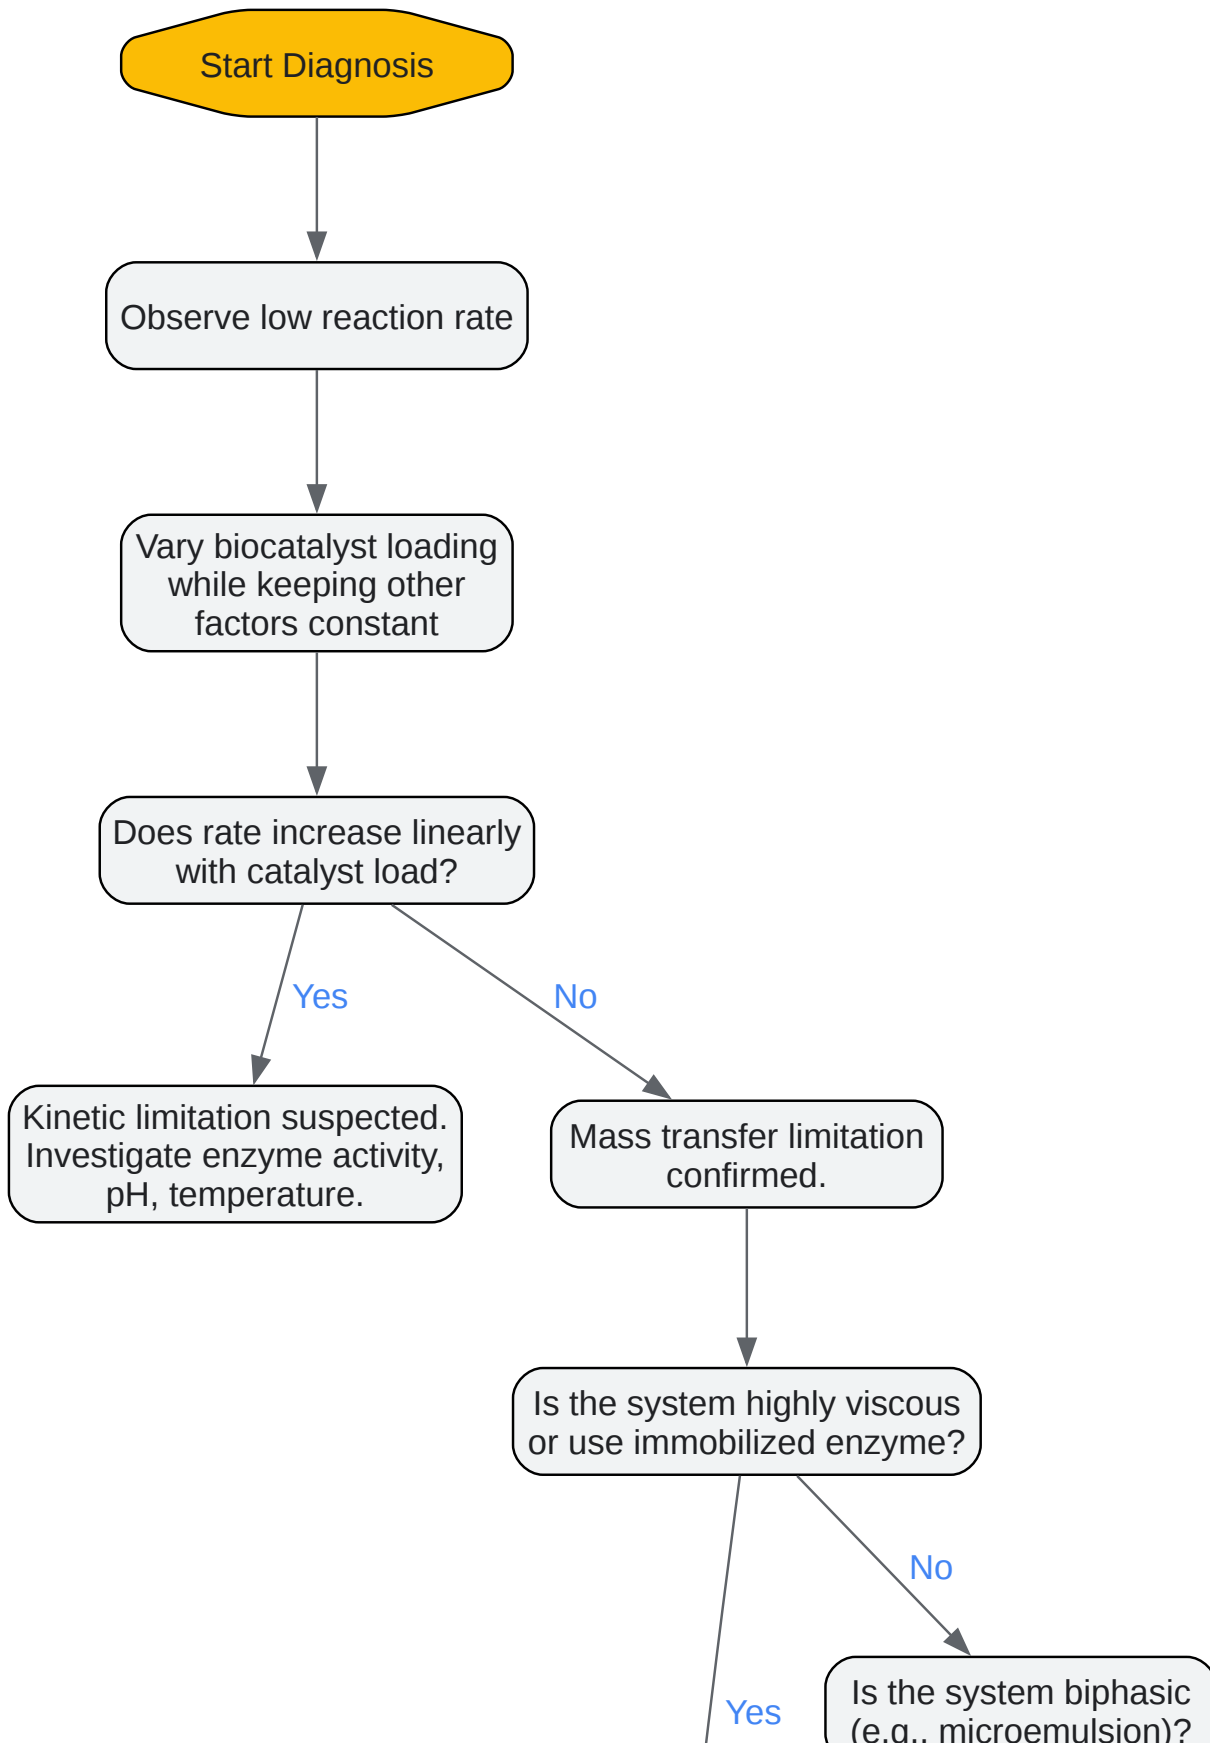 Start Diagnosis
Observe low reaction rate
Vary biocatalyst loading
while keeping other
factors constant
Does rate increase linearly
with catalyst load?
Yes
No
Kinetic limitation suspected.
Investigate enzyme activity,
pH, temperature.
Mass transfer limitation
confirmed.
Is the system highly viscous
or use immobilized enzyme?
No
Yes
Is the system biphasic
(e.g., microemulsion)?